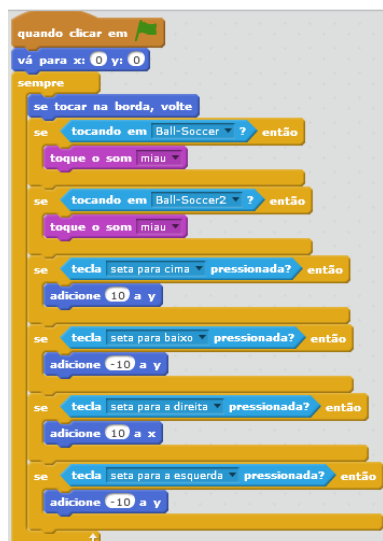 quando clicar em
vá para x: 0 y: 0
sempre
se tocar na borda, volte
se tocando em Ball-Soccer ? então
toque o som miau
se tocando em Ball-Soccer2 ? então
toque o som miau
se tecla seta para cima pressionada? então
adicione 10 a y
se tecla seta para baixo pressionada? então
adicione -10 a y
se tecla seta para a direita pressionada? então
adicione 10 a x
se tecla seta para a esquerda pressionada? então
adicione -10 a y